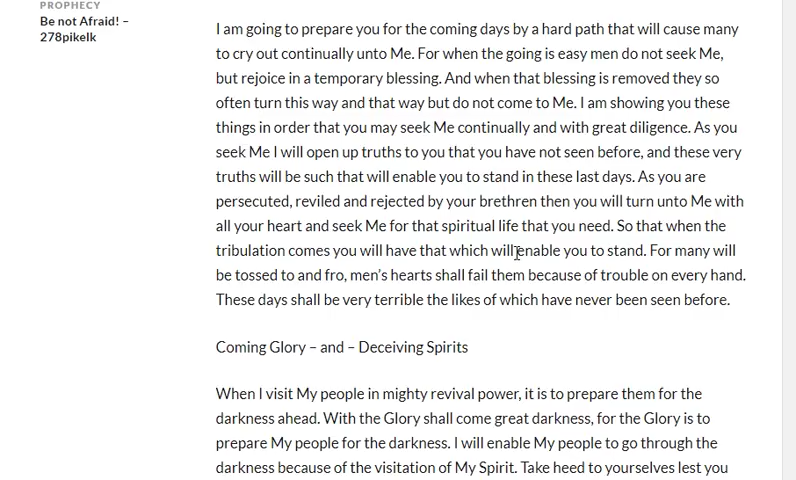 PROPHECY
Be not Afraid! –
278pikelk
I am going to prepare you for the coming days by a hard path that will cause many
to cry out continually unto Me. For when the going is easy men do not seek Me,
but rejoice in a temporary blessing. And when that blessing is removed they so
often turn this way and that way but do not come to Me. I am showing you these
things in order that you may seek Me continually and with great diligence. As you
seek Me I will open up truths to you that you have not seen before, and these very
truths will be such that will enable you to stand in these last days. As you are
persecuted, reviled and rejected by your brethren then you will turn unto Me with
all your heart and seek Me for that spiritual life that you need. So that when the
tribulation comes you will have that which will enable you to stand. For many will
be tossed to and fro, men’s hearts shall fail them because of trouble on every hand.
These days shall be very terrible the likes of which have never been seen before.
Coming Glory – and – Deceiving Spirits
When I visit My people in mighty revival power, it is to prepare them for the
darkness ahead. With the Glory shall come great darkness, for the Glory is to
prepare My people for the darkness. I will enable My people to go through the
darkness because of the visitation of My Spirit. Take heed to yourselves lest you